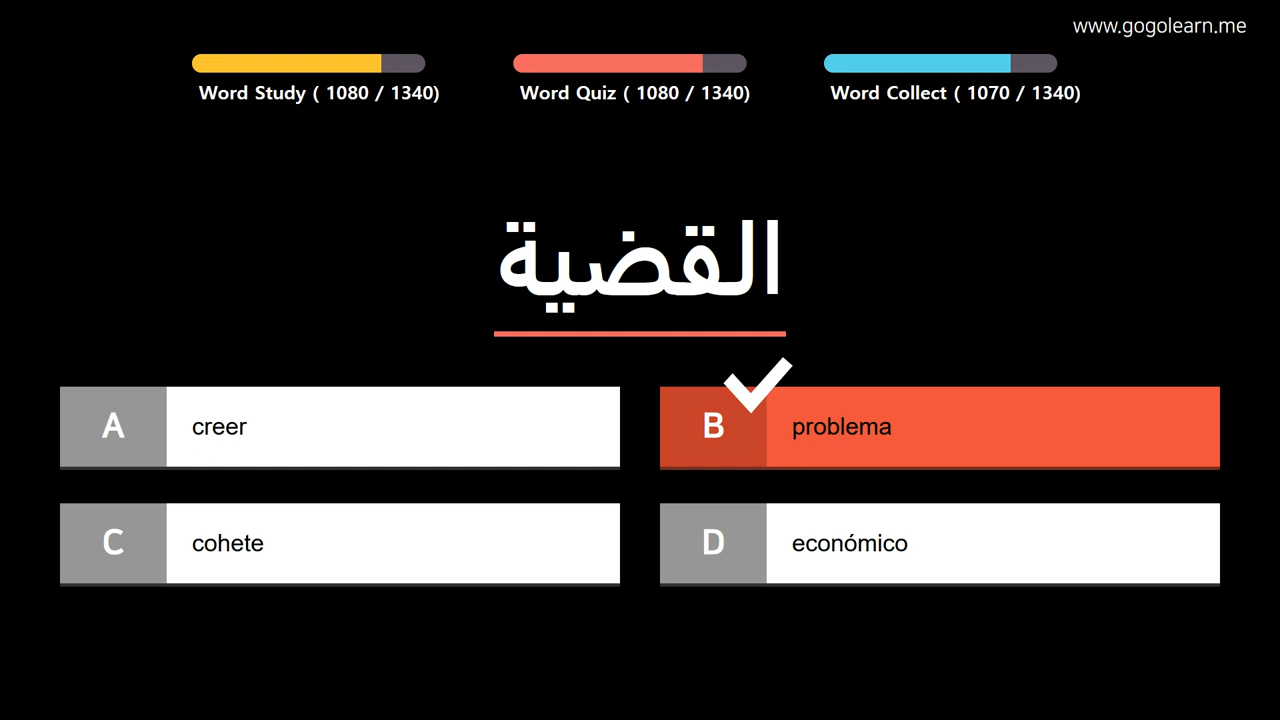 www.gogolearn.me
Word Study ( 1080 / 1340)
Word Quiz ( 1080 / 1340)
Word Collect ( 1070 / 1340)
القضية
A creer
B problema
C cohete
D económico